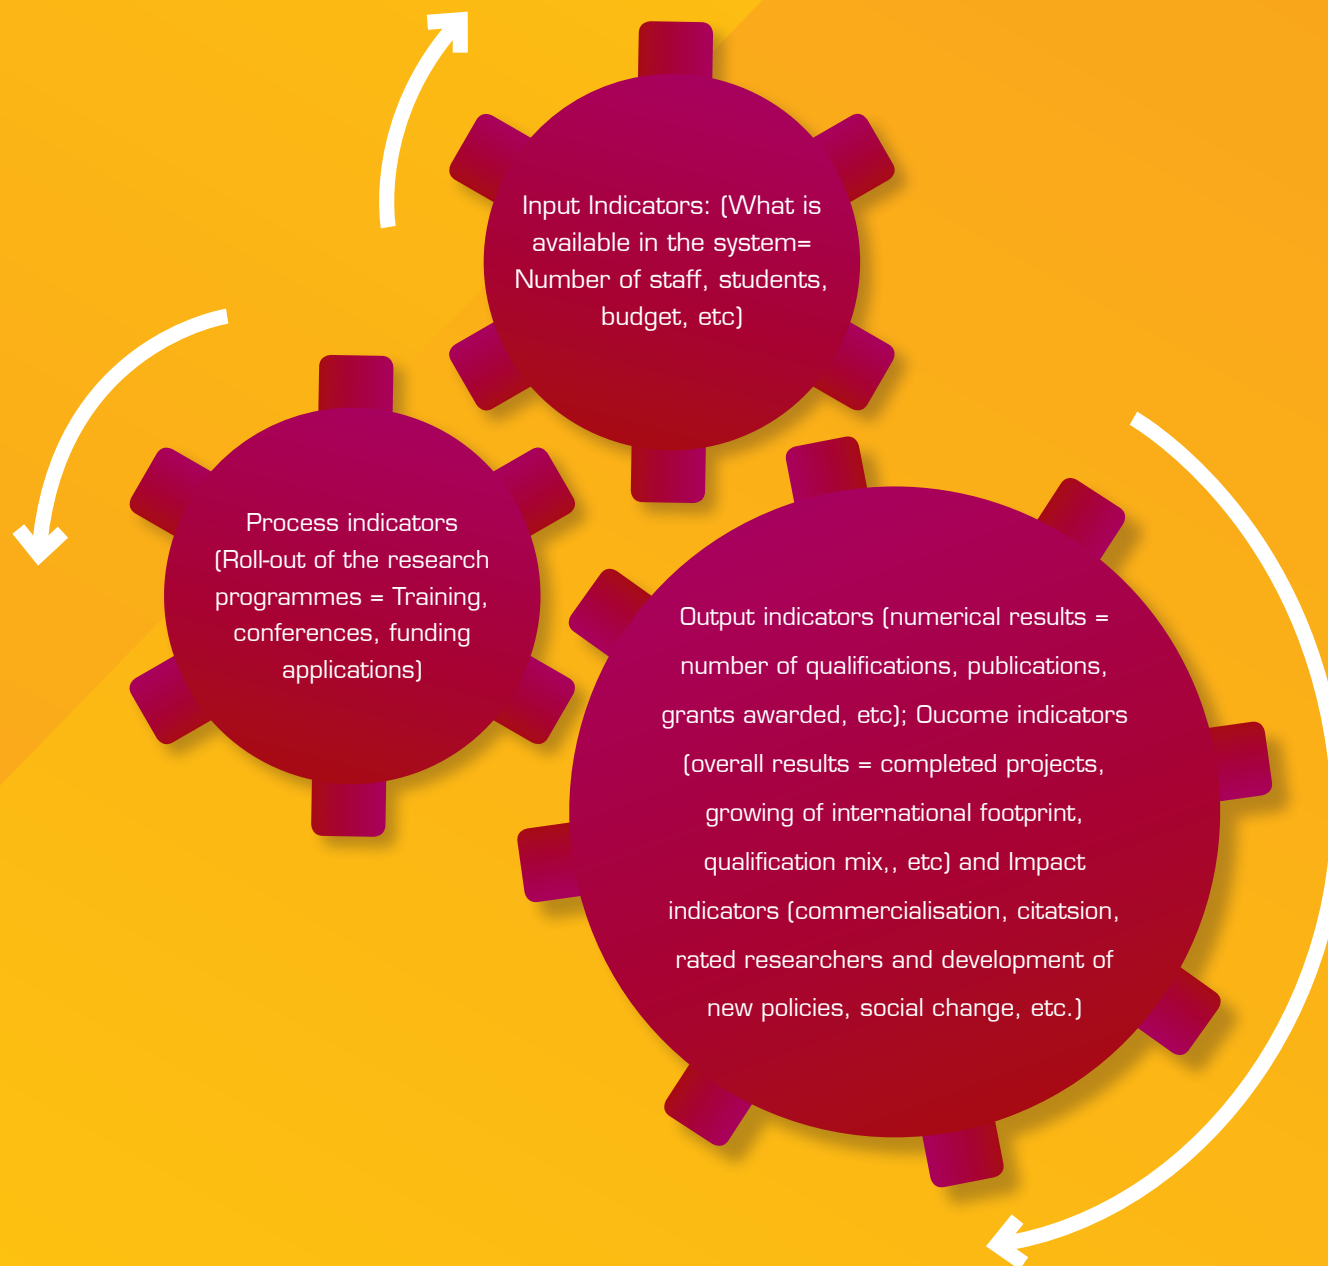 Input Indicators: (What is
available in the system=
Number of staff, students,
budget, etc)
Process indicators
(Roll-out of the research
programmes = Training,
conferences, funding
applications)
Output indicators (numerical results =
number of qualifications, publications,
grants awarded, etc); Oucome indicators
(overall results = completed projects,
growing of international footprint,
qualification mix,, etc) and Impact
indicators (commercialisation, citatsion,
rated researchers and development of
new policies, social change, etc.)